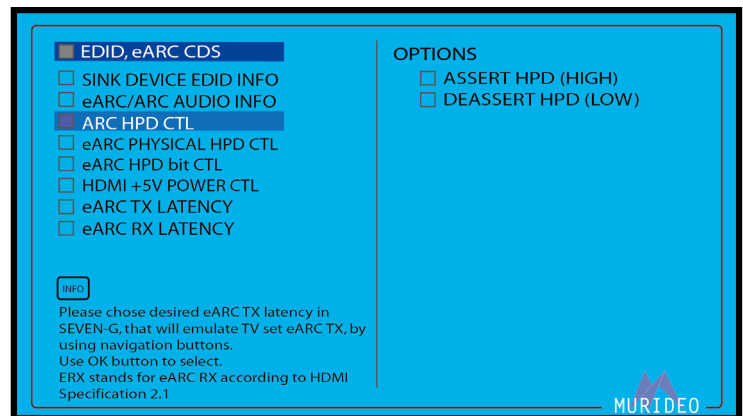 EDID, eARC CDS
SINK DEVICE EDID INFO
eARC/ARC AUDIO INFO
ARC HPD CTL
eARC PHYSICAL HPD CTL
eARC HPD bit CTL
HDMI +5V POWER CTL
eARC TX LATENCY
eARC RX LATENCY
INFO
Please chose desired eARC TX latency in
SEVEN-G, that will emulate TV set eARC TX, by
using navigation buttons.
Use OK button to select.
ERX stands for eARC RX according to HDMI
Specification 2.1
OPTIONS
ASSERT HPD (HIGH)
DEASSERT HPD (LOW)
MURIDEO